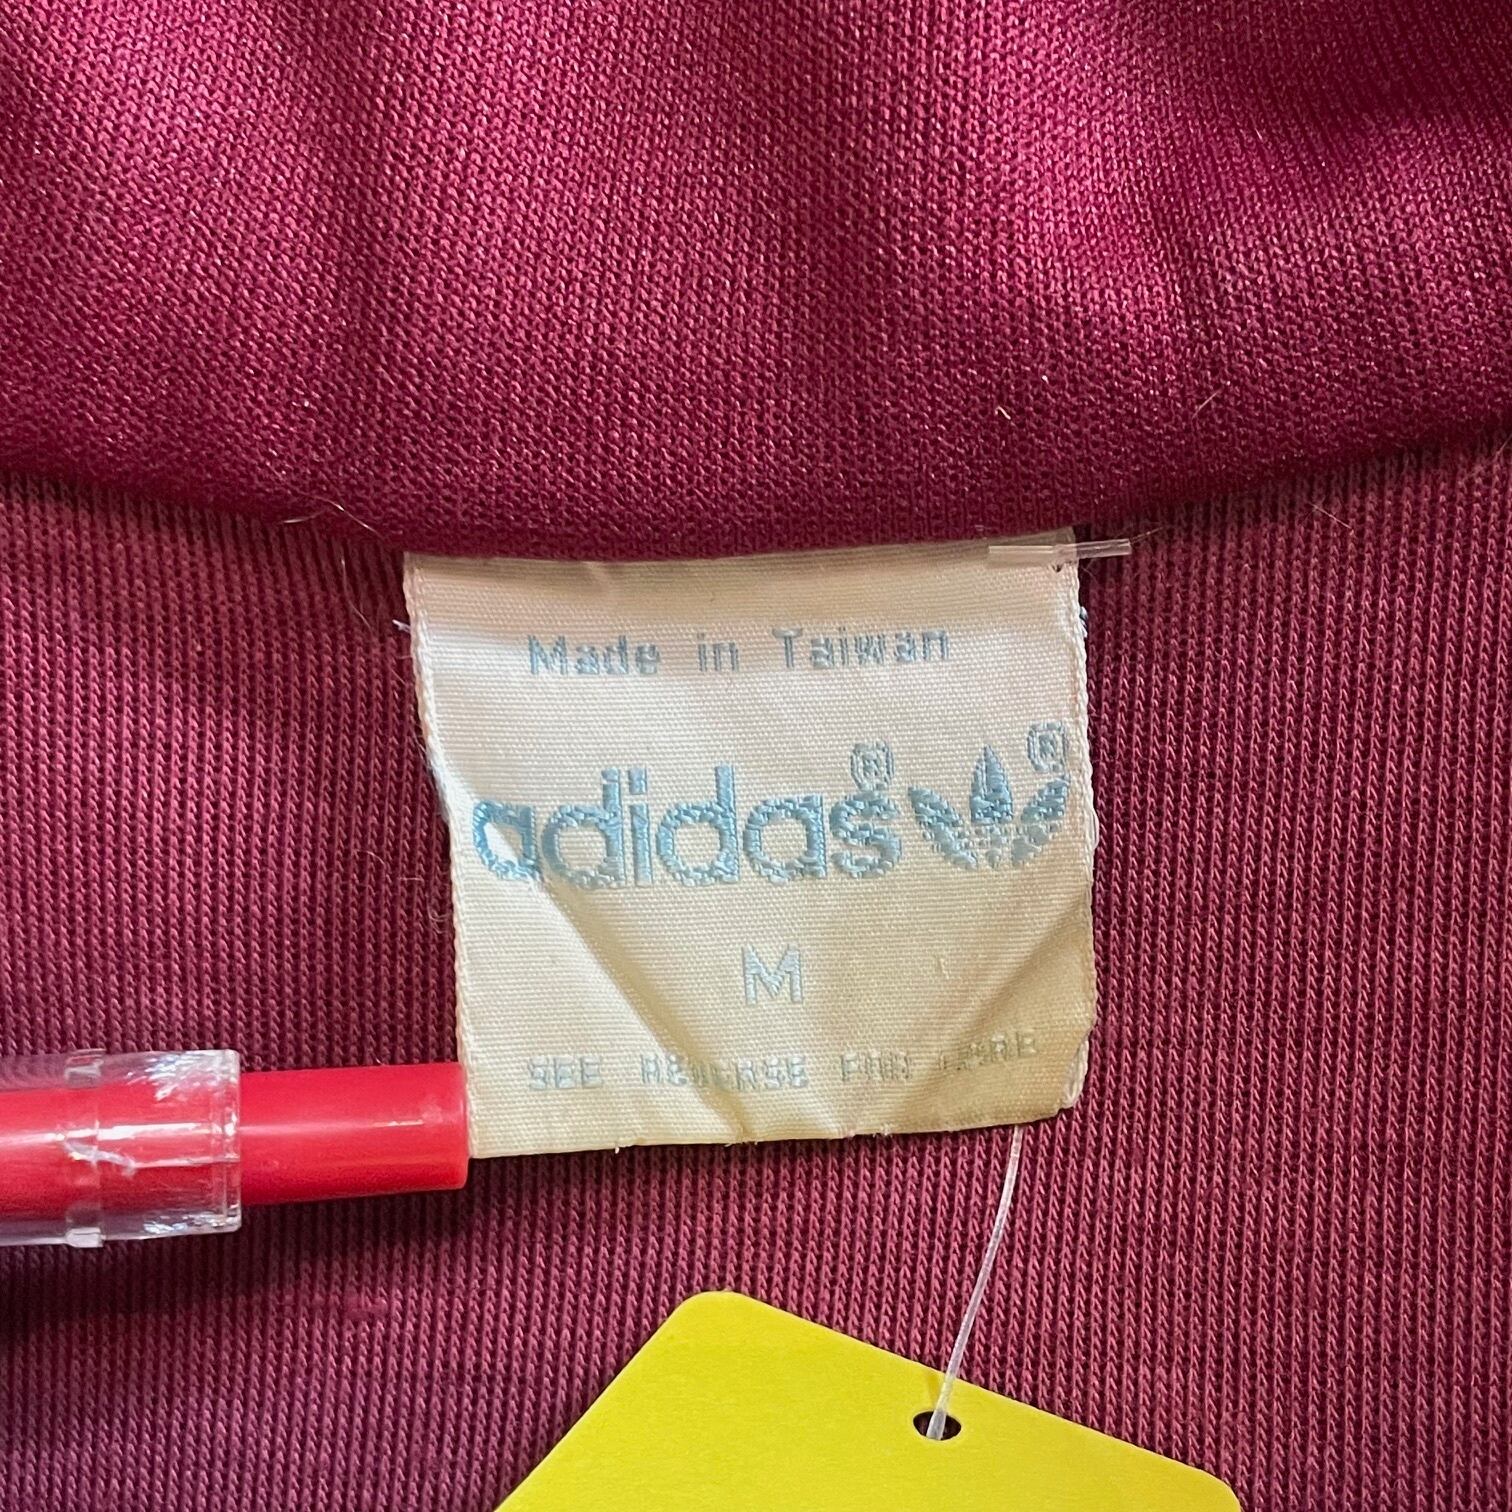 Made in Taiwan
adidas® ®
M
SEE REVERSE FOR CARE